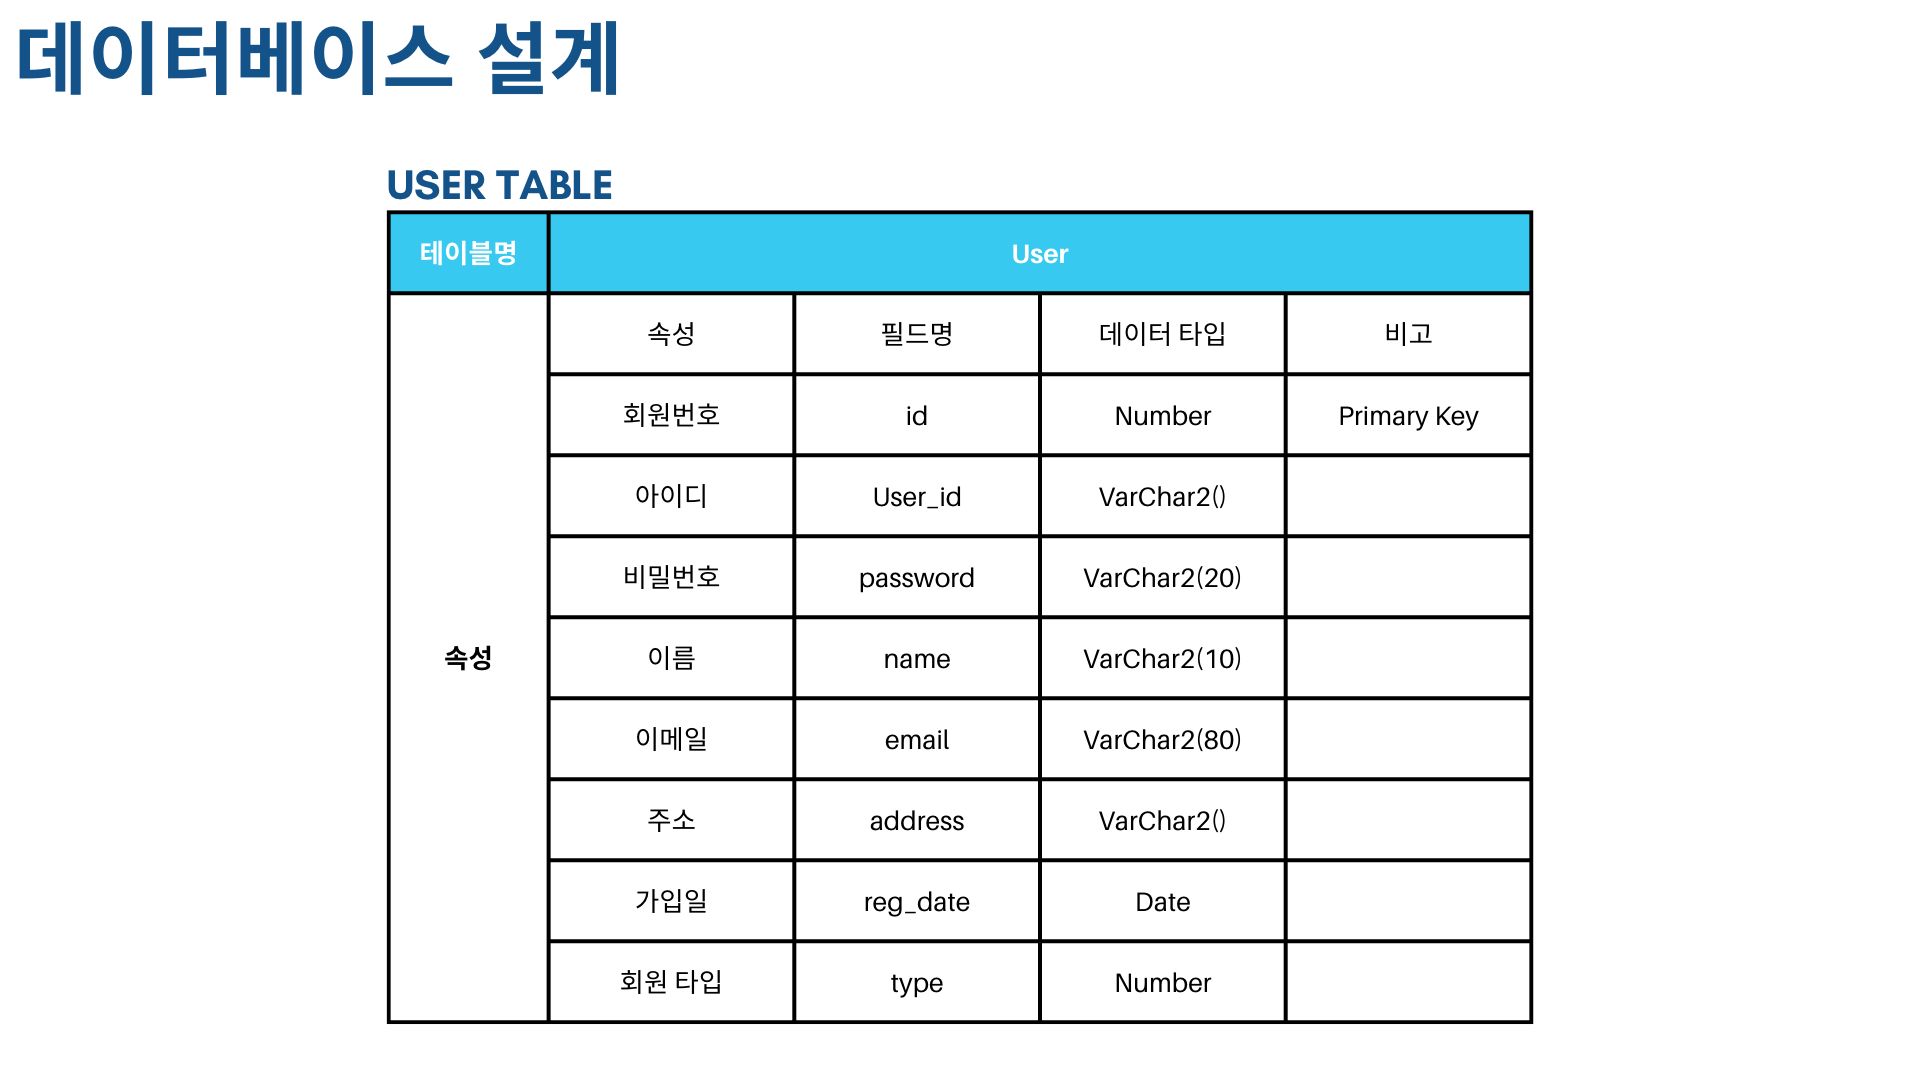 데이터베이스 설계
USER TABLE
테이블명 User
속성 필드명 데이터 타입 비고
회원번호 id Number Primary Key
아이디 User_id VarChar2()
비밀번호 password VarChar2(20)
속성 이름 name VarChar2(10)
이메일 email VarChar2(80)
주소 address VarChar2()
가입일 reg_date Date
회원 타입 type Number